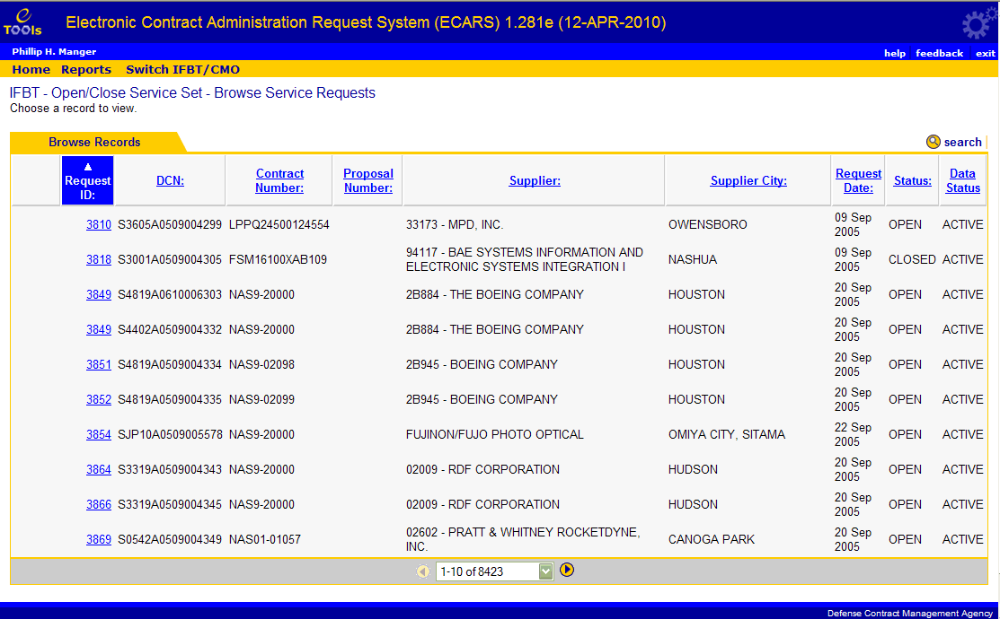 e
TOOls
Electronic Contract Administration Request System (ECARS) 1.281e (12-APR-2010)
Phillip H. Manger
help feedback exit
Home Reports Switch IFBT/CMO
IFBT - Open/Close Service Set - Browse Service Requests
Choose a record to view.
Browse Records
search
Request ID: DCN: Contract Number: Proposal Number: Supplier: Supplier City: Request Date: Status: Data Status
3810 S3605A0509004299 LPPQ24500124554 33173 - MPD, INC. OWENSBORO 09 Sep 2005 OPEN ACTIVE
3818 S3001A0509004305 FSM16100XAB109 94117 - BAE SYSTEMS INFORMATION AND ELECTRONIC SYSTEMS INTEGRATION I NASHUA 09 Sep 2005 CLOSED ACTIVE
3849 S4819A0610006303 NAS9-20000 2B884 - THE BOEING COMPANY HOUSTON 20 Sep 2005 OPEN ACTIVE
3849 S4402A0509004332 NAS9-20000 2B884 - THE BOEING COMPANY HOUSTON 20 Sep 2005 OPEN ACTIVE
3851 S4819A0509004334 NAS9-02098 2B945 - BOEING COMPANY HOUSTON 20 Sep 2005 OPEN ACTIVE
3852 S4819A0509004335 NAS9-02099 2B945 - BOEING COMPANY HOUSTON 20 Sep 2005 OPEN ACTIVE
3854 SJP10A0509005578 NAS9-20000 FUJINON/FUJO PHOTO OPTICAL OMIYA CITY, SITAMA 22 Sep 2005 OPEN ACTIVE
3864 S3319A0509004343 NAS9-20000 02009 - RDF CORPORATION HUDSON 20 Sep 2005 OPEN ACTIVE
3866 S3319A0509004345 NAS9-20000 02009 - RDF CORPORATION HUDSON 20 Sep 2005 OPEN ACTIVE
3869 S0542A0509004349 NAS01-01057 02602 - PRATT & WHITNEY ROCKETDYNE, INC. CANOGA PARK 20 Sep 2005 OPEN ACTIVE
1-10 of 8423
Defense Contract Management Agency